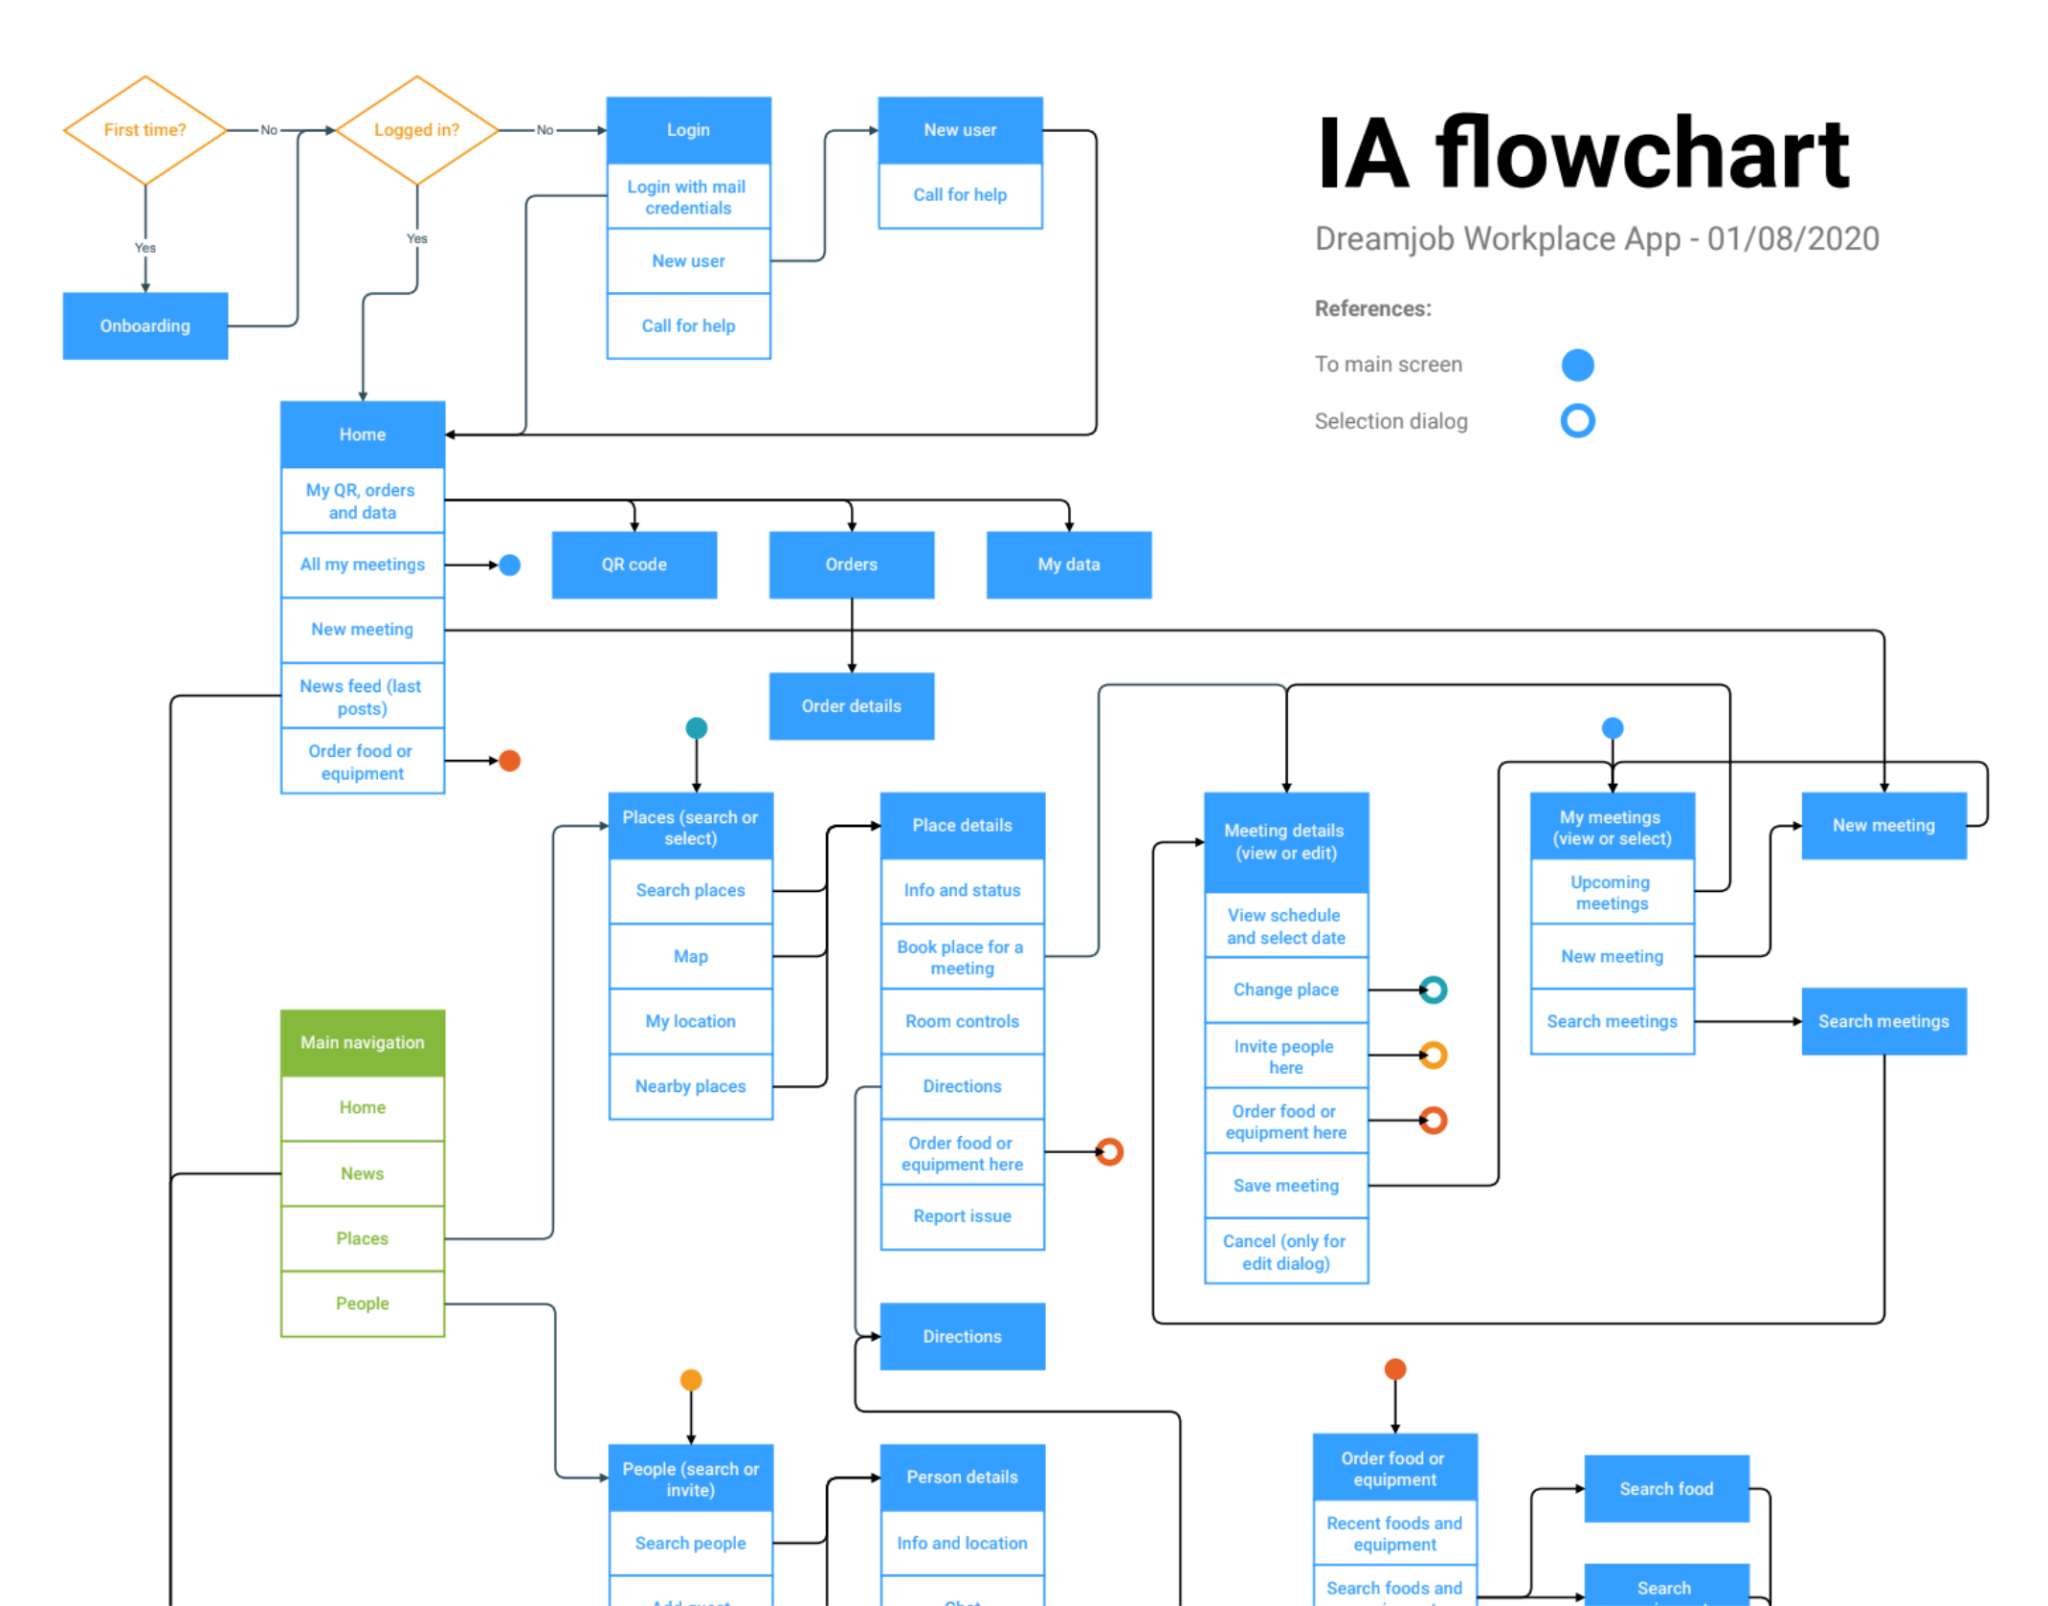 First time?
No
Logged in?
No
Login
New user
IA flowchart
Dreamjob Workplace App - 01/08/2020
References:
To main screen
Selection dialog
Yes
Yes
Onboarding
Login with mail
credentials
New user
Call for help
Call for help
Home
My QR, orders
and data
All my meetings
New meeting
News feed (last
posts)
Order food or
equipment
QR code
Orders
My data
Order details
Places (search or
select)
Search places
Map
My location
Nearby places
Place details
Info and status
Book place for a
meeting
Room controls
Directions
Order food or
equipment here
Report issue
Directions
Meeting details
(view or edit)
View schedule
and select date
Change place
Invite people
here
Order food or
equipment here
Save meeting
Cancel (only for
edit dialog)
My meetings
(view or select)
Upcoming
meetings
New meeting
Search meetings
New meeting
Search meetings
Main navigation
Home
News
Places
People
People (search or
invite)
Search people
Person details
Info and location
Order food or
equipment
Recent foods and
equipment
Search foods and
Search food
Search